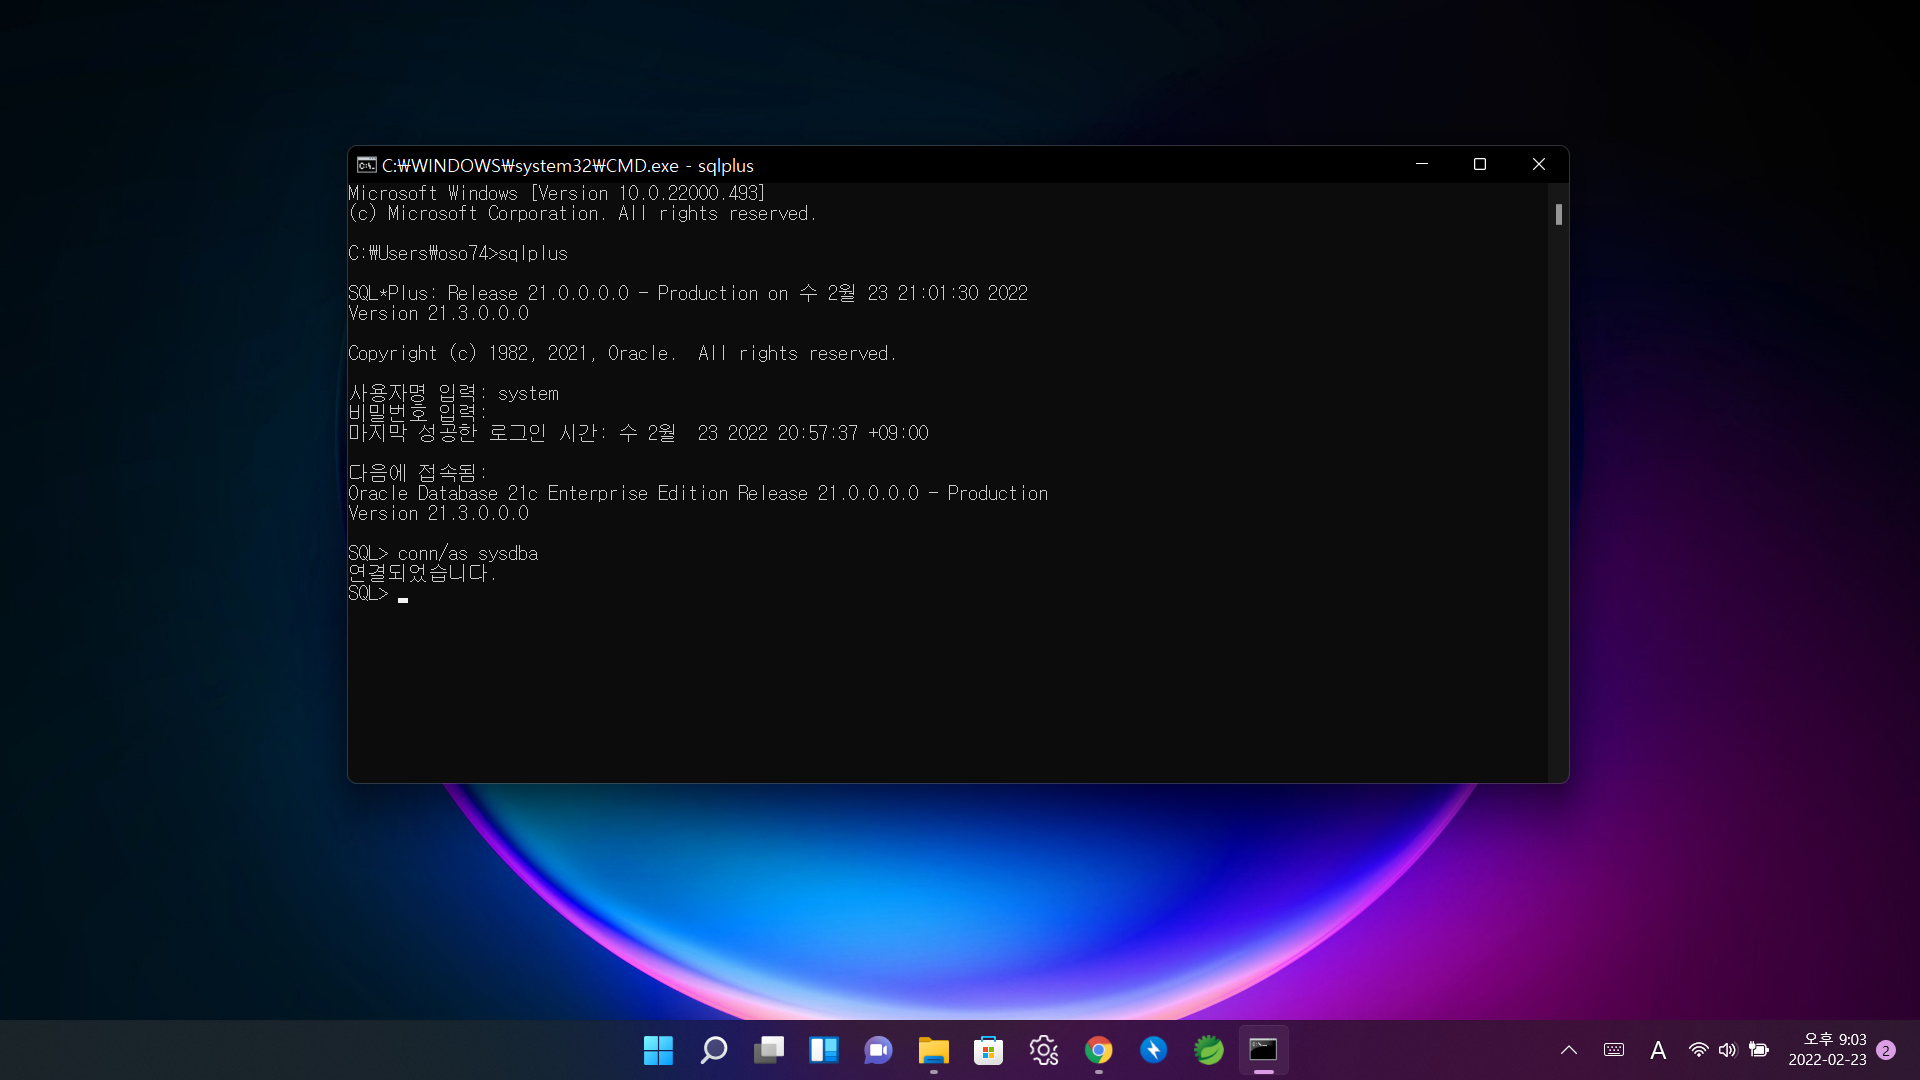 C:₩WINDOWS₩system32₩CMD.exe - sqlplus
Microsoft Windows [Version 10.0.22000.493]
(c) Microsoft Corporation. All rights reserved.
C:₩Users₩oso74>sqlplus
SQL*Plus: Release 21.0.0.0.0 - Production on 수 2월 23 21:01:30 2022
Version 21.3.0.0.0
Copyright (c) 1982, 2021, Oracle.  All rights reserved.
사용자명 입력: system
비밀번호 입력:
마지막 성공한 로그인 시간: 수 2월  23 2022 20:57:37 +09:00
다음에 접속됨:
Oracle Database 21c Enterprise Edition Release 21.0.0.0.0 - Production
Version 21.3.0.0.0
SQL> conn/as sysdba
연결되었습니다.
SQL>
A
오후 9:03
2022-02-23
2